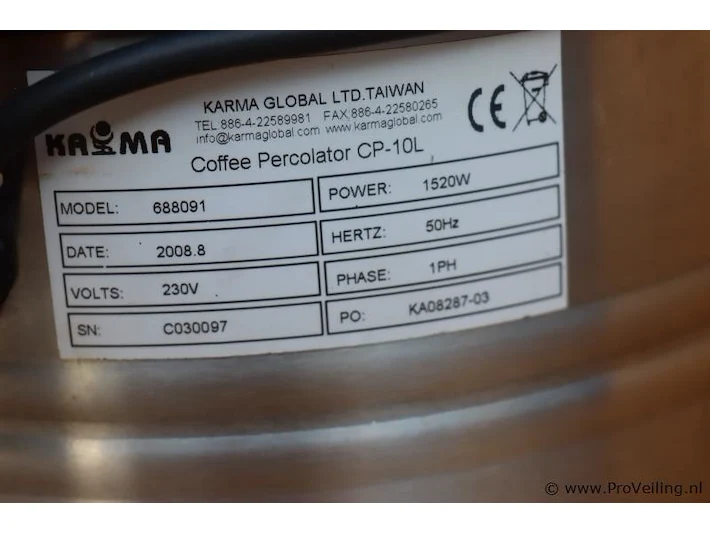 KARMA
KARMA GLOBAL LTD.TAIWAN
TEL.886-4-22589981 FAX.886-4-22580265
info@karmaglobal.com www.karmaglobal.com
Coffee Percolator CP-10L
MODEL: 688091
POWER: 1520W
DATE: 2008.8
HERTZ: 50Hz
VOLTS: 230V
PHASE: 1PH
SN: C030097
PO: KA08287-03
CE
© www.ProVeiling.nl